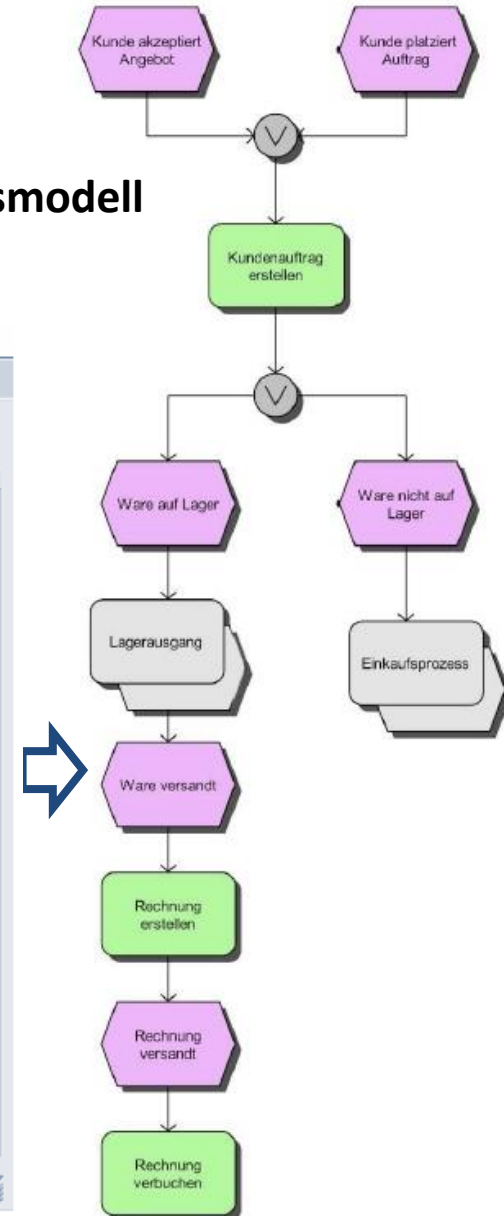 Kunde akzeptiert
Angebot
Kunde platziert
Auftrag
V
smodell
Kundenauftrag
erstellen
V
Ware auf Lager
Ware nicht auf
Lager
Lagerausgang
Einkaufsprozess
Ware versandt
Rechnung
erstellen
Rechnung
versandt
Rechnung
verbuchen